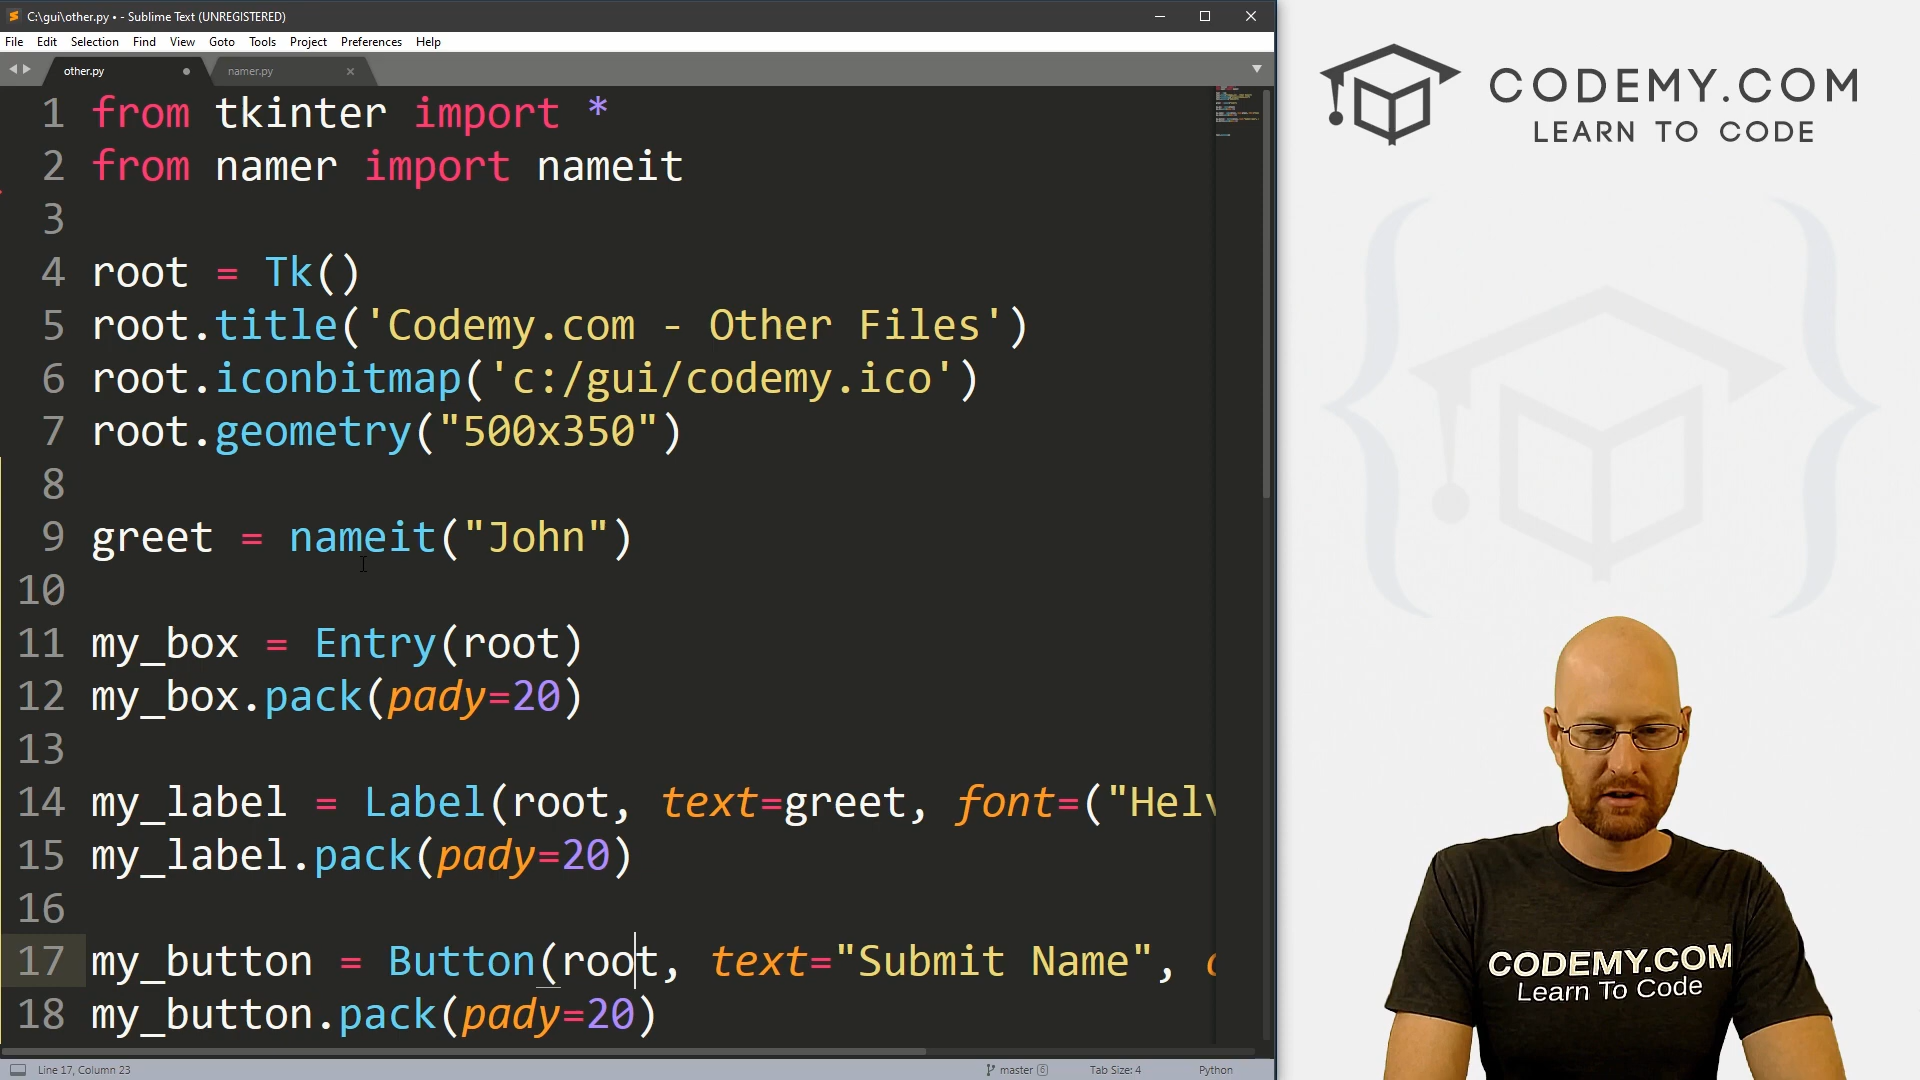 C:\gui\other.py • - Sublime Text (UNREGISTERED)
File Edit Selection Find View Goto Tools Project Preferences Help
other.py namer.py
1 from tkinter import *
2 from namer import nameit
3
4 root = Tk()
5 root.title('Codemy.com - Other Files')
6 root.iconbitmap('c:/gui/codemy.ico')
7 root.geometry("500x350")
8
9 greet = nameit("John")
10
11 my_box = Entry(root)
12 my_box.pack(pady=20)
13
14 my_label = Label(root, text=greet, font=("Helv
15 my_label.pack(pady=20)
16
17 my_button = Button(root, text="Submit Name", c
18 my_button.pack(pady=20)
Line 17, Column 23
master 6 Tab Size: 4 Python
CODEMY.COM
LEARN TO CODE
CODEMY.COM
Learn To Code